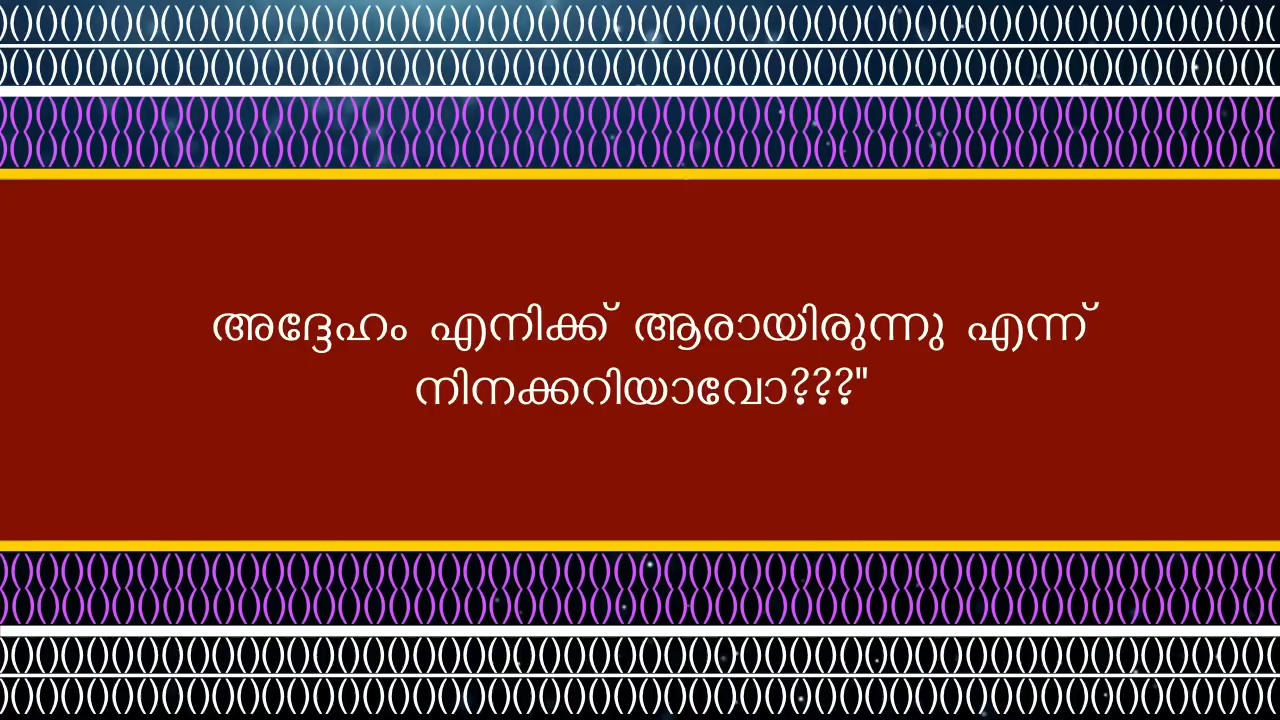 അദ്ദേഹം എനിക്ക് ആരായിരുന്നു എന്ന്
നിനക്കറിയാവോ???"